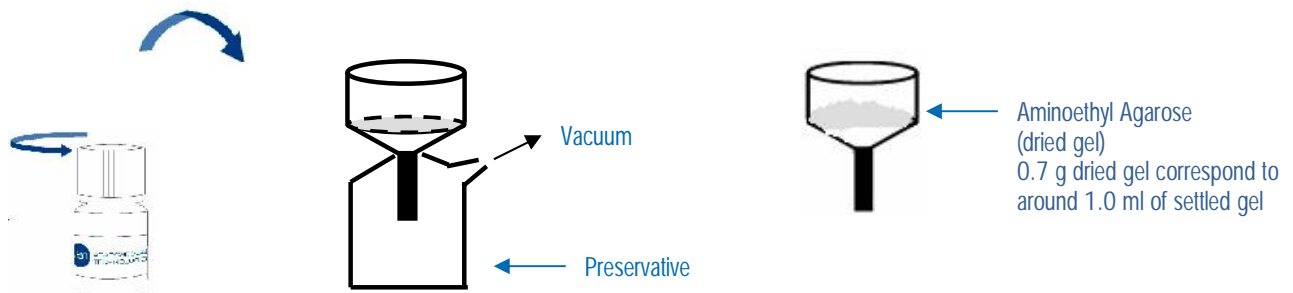 Vacuum
Preservative
Aminoethyl Agarose
(dried gel)
0.7 g dried gel correspond to
around 1.0 ml of settled gel